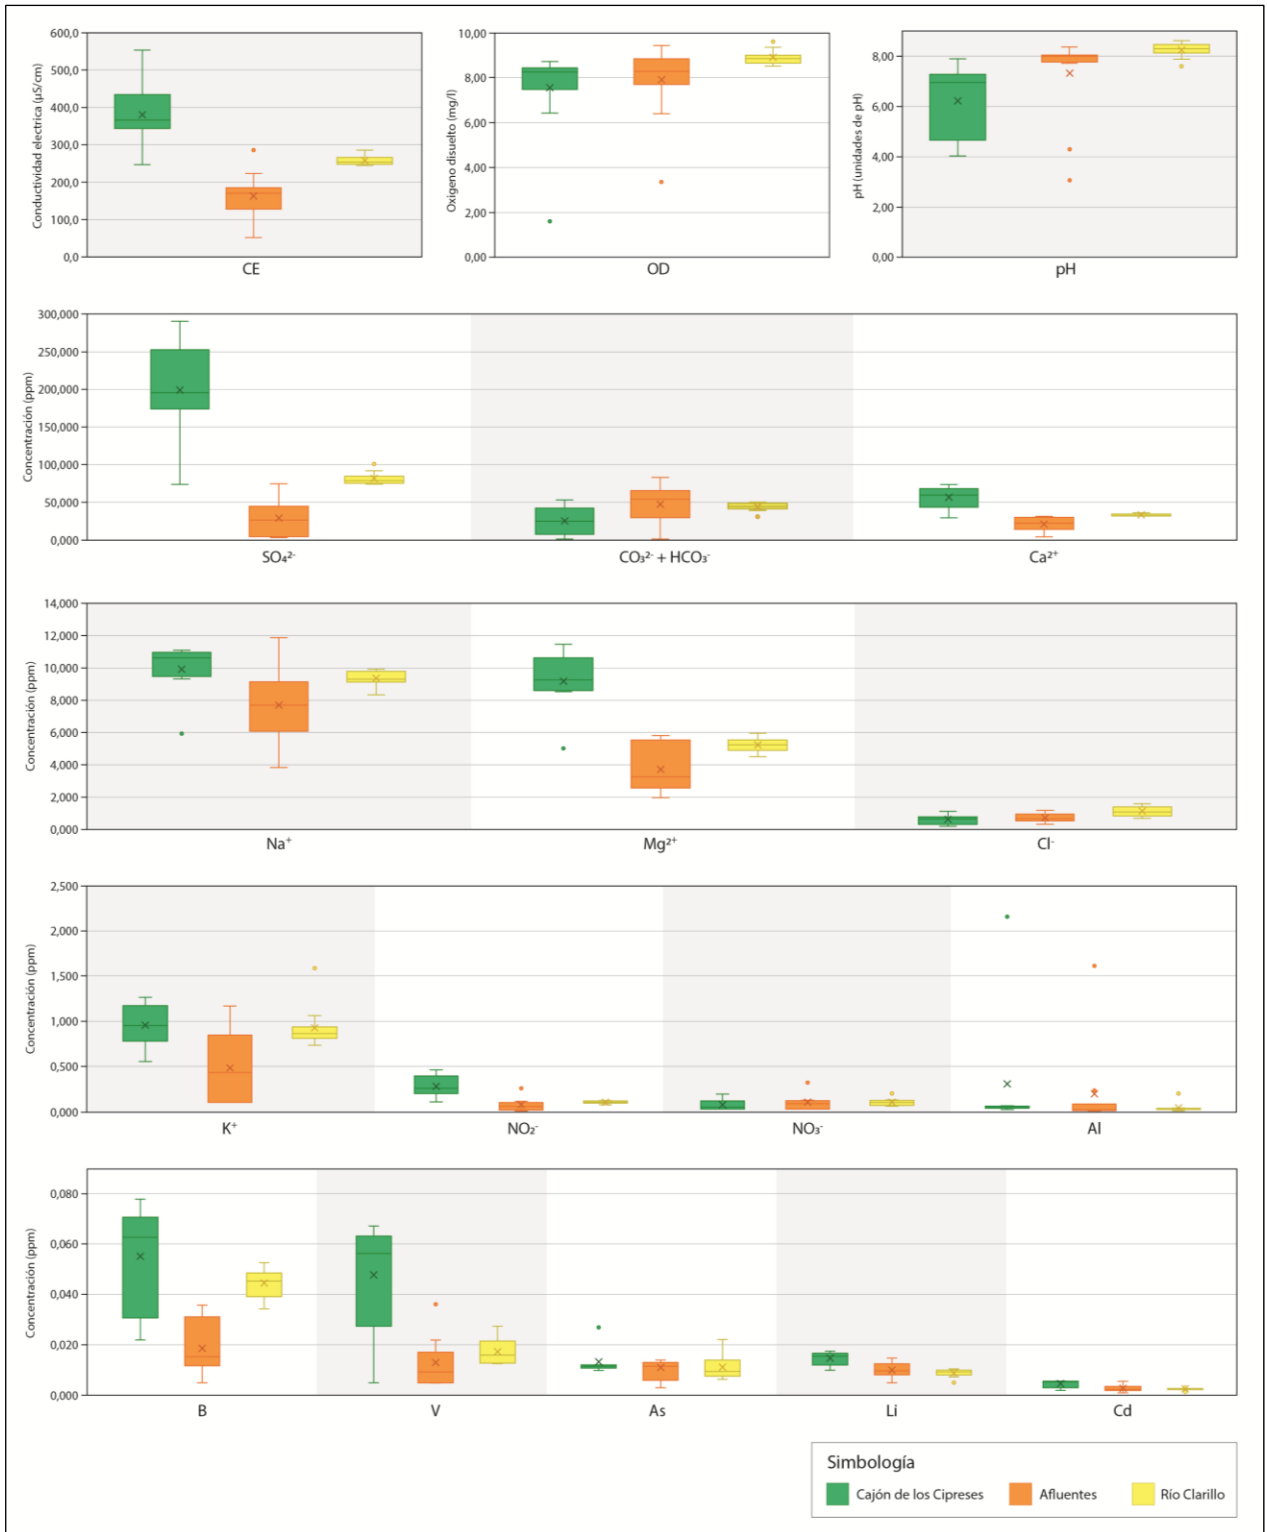 600,0
500,0
400,0
300,0
200,0
100,0
0,0
Conductividad electrica (µS/cm)
CE
10,00
8,00
6,00
4,00
2,00
0,00
Oxigeno disuelto (mg/l)
OD
8,00
6,00
4,00
2,00
0,00
pH (unidades de pH)
pH
300,000
250,000
200,000
150,000
100,000
50,000
0,000
Concentración (ppm)
SO₄²⁻
CO₃²⁻ + HCO₃⁻
Ca²⁺
14,000
12,000
10,000
8,000
6,000
4,000
2,000
0,000
Concentración (ppm)
Na⁺
Mg²⁺
Cl⁻
2,500
2,000
1,500
1,000
0,500
0,000
Concentración (ppm)
K⁺
NO₂⁻
NO₃⁻
Al
0,080
0,060
0,040
0,020
0,000
Concentración (ppm)
B
V
As
Li
Cd
Simbología
Cajón de los Cipreses
Afluentes
Río Clarillo